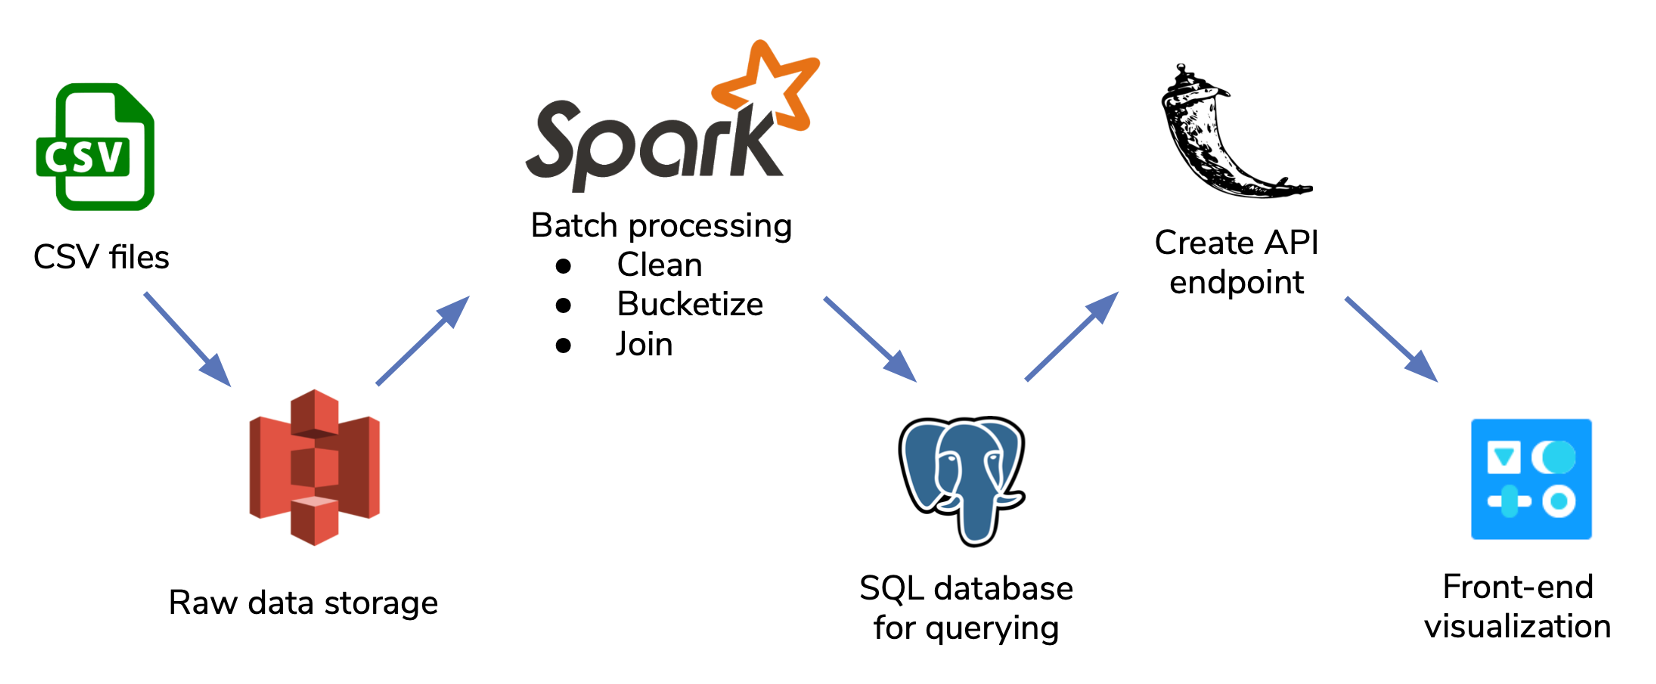 CSV
CSV files
Raw data storage
Spark
Batch processing
● Clean
● Bucketize
● Join
SQL database
for querying
Create API
endpoint
Front-end
visualization